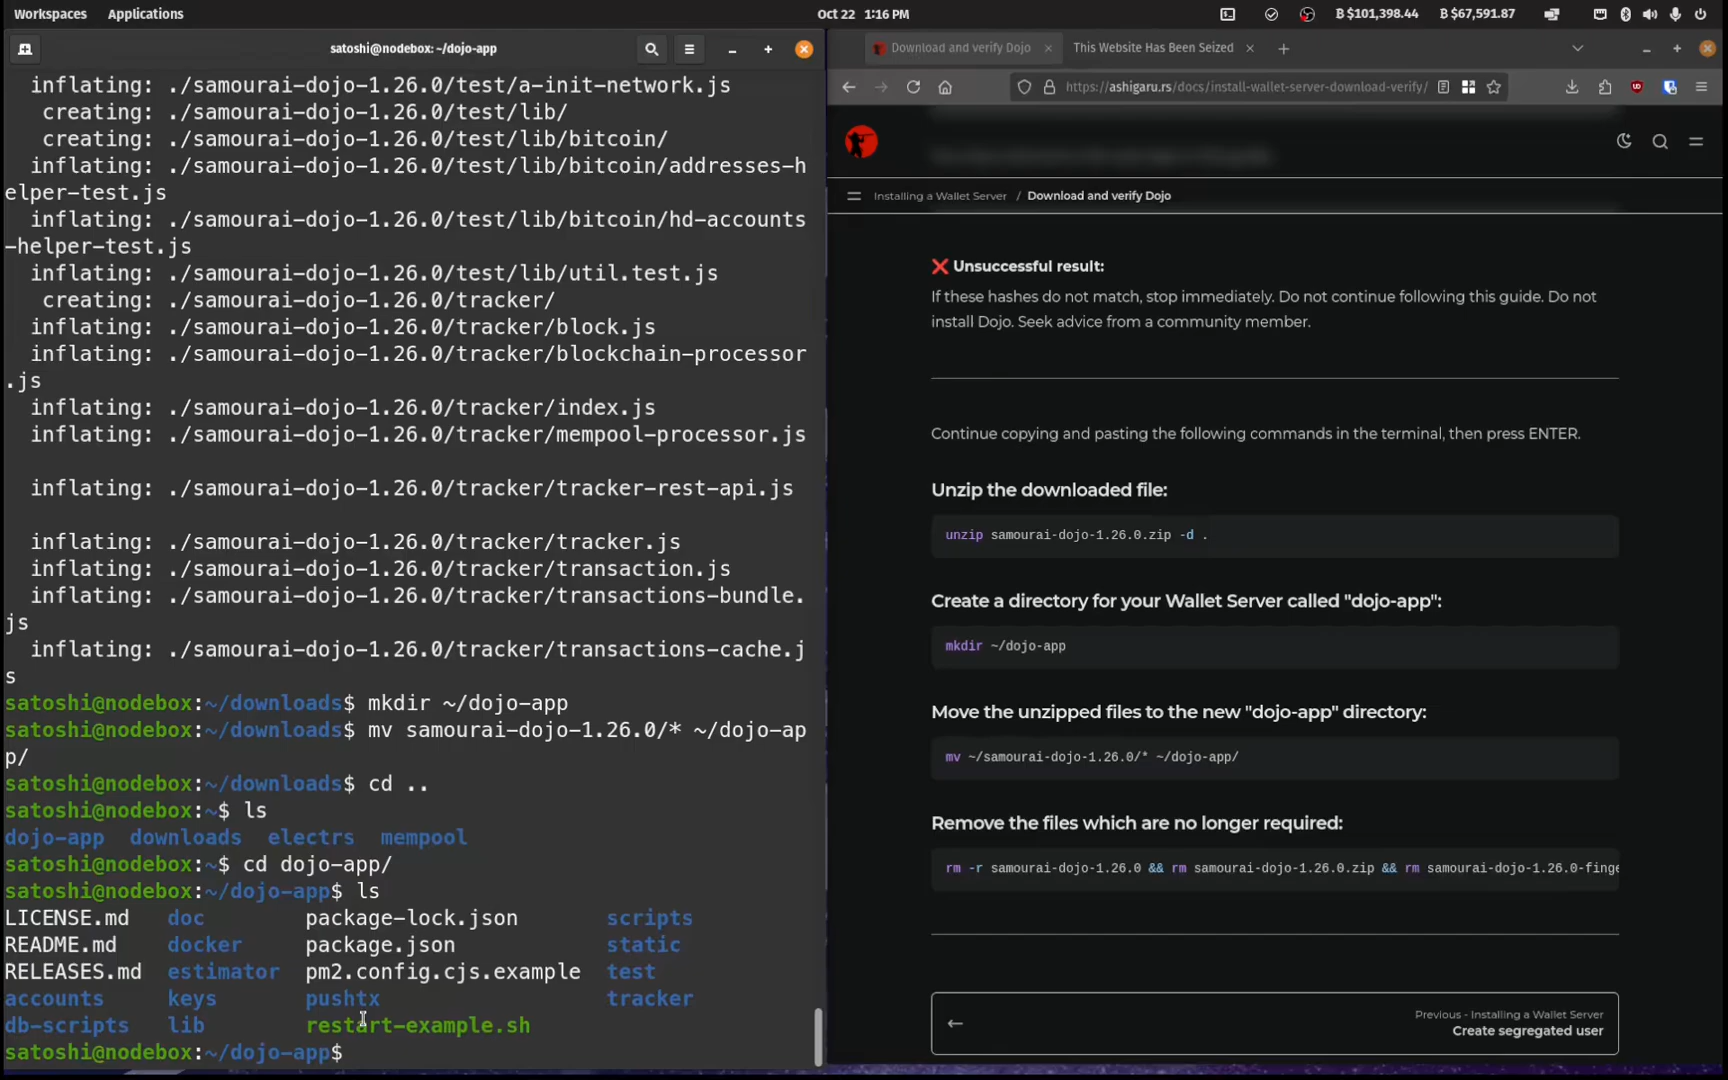 Workspaces Applications Oct 22 1:16 PM ₿ $101,398.44 ₿ $67,591.87
satoshi@nodebox: ~/dojo-app
inflating: ./samourai-dojo-1.26.0/test/a-init-network.js
creating: ./samourai-dojo-1.26.0/test/lib/
creating: ./samourai-dojo-1.26.0/test/lib/bitcoin/
inflating: ./samourai-dojo-1.26.0/test/lib/bitcoin/addresses-h
elper-test.js
inflating: ./samourai-dojo-1.26.0/test/lib/bitcoin/hd-accounts
-helper-test.js
inflating: ./samourai-dojo-1.26.0/test/lib/util.test.js
creating: ./samourai-dojo-1.26.0/tracker/
inflating: ./samourai-dojo-1.26.0/tracker/block.js
inflating: ./samourai-dojo-1.26.0/tracker/blockchain-processor
.js
inflating: ./samourai-dojo-1.26.0/tracker/index.js
inflating: ./samourai-dojo-1.26.0/tracker/mempool-processor.js
inflating: ./samourai-dojo-1.26.0/tracker/tracker-rest-api.js
inflating: ./samourai-dojo-1.26.0/tracker/tracker.js
inflating: ./samourai-dojo-1.26.0/tracker/transaction.js
inflating: ./samourai-dojo-1.26.0/tracker/transactions-bundle.
js
inflating: ./samourai-dojo-1.26.0/tracker/transactions-cache.j
s
satoshi@nodebox:~/downloads$ mkdir ~/dojo-app
satoshi@nodebox:~/downloads$ mv samourai-dojo-1.26.0/* ~/dojo-ap
p/
satoshi@nodebox:~/downloads$ cd ..
satoshi@nodebox:~$ ls
dojo-app downloads electrs mempool
satoshi@nodebox:~$ cd dojo-app/
satoshi@nodebox:~/dojo-app$ ls
LICENSE.md doc package-lock.json scripts
README.md docker package.json static
RELEASES.md estimator pm2.config.cjs.example test
accounts keys pushtx tracker
db-scripts lib restart-example.sh
satoshi@nodebox:~/dojo-app$
Download and verify Dojo This Website Has Been Seized
https://ashigaru.rs/docs/install-wallet-server-download-verify/
Installing a Wallet Server / Download and verify Dojo
❌ Unsuccessful result:
If these hashes do not match, stop immediately. Do not continue following this guide. Do not
install Dojo. Seek advice from a community member.
Continue copying and pasting the following commands in the terminal, then press ENTER.
Unzip the downloaded file:
unzip samourai-dojo-1.26.0.zip -d .
Create a directory for your Wallet Server called "dojo-app":
mkdir ~/dojo-app
Move the unzipped files to the new "dojo-app" directory:
mv ~/samourai-dojo-1.26.0/* ~/dojo-app/
Remove the files which are no longer required:
rm -r samourai-dojo-1.26.0 && rm samourai-dojo-1.26.0.zip && rm samourai-dojo-1.26.0-finge
Previous - Installing a Wallet Server
Create segregated user